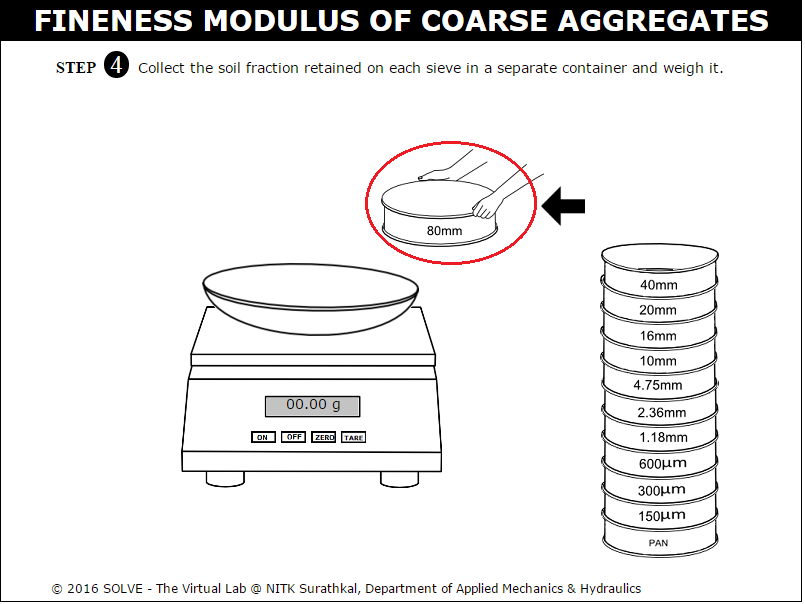 FINENESS MODULUS OF COARSE AGGREGATES
STEP 4 Collect the soil fraction retained on each sieve in a separate container and weigh it.
80mm
40mm
20mm
16mm
10mm
4.75mm
2.36mm
1.18mm
600µm
300µm
150µm
PAN
00.00 g
ON OFF ZERO TARE
© 2016 SOLVE - The Virtual Lab @ NITK Surathkal, Department of Applied Mechanics & Hydraulics